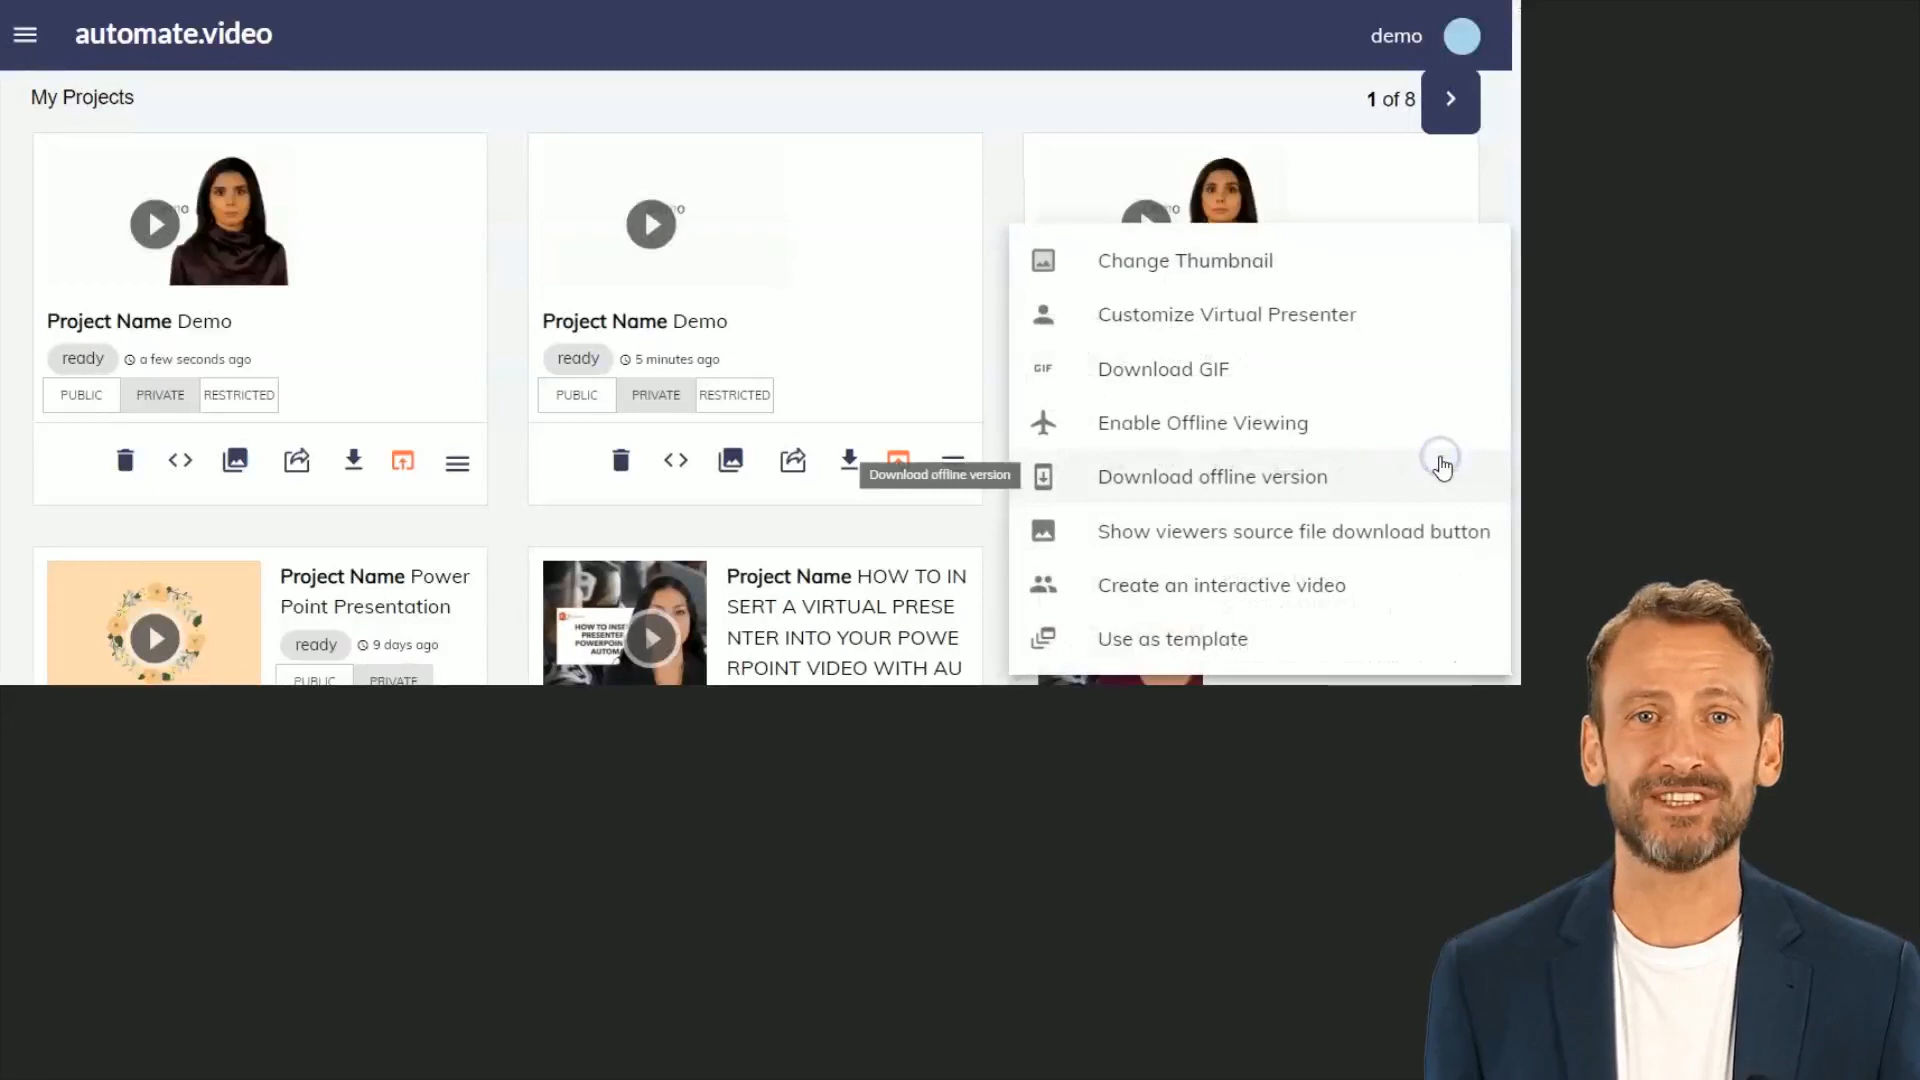 automate.video
demo
My Projects
1 of 8
Project Name Demo
ready
a few seconds ago
PUBLIC PRIVATE RESTRICTED
Project Name Demo
ready
5 minutes ago
PUBLIC PRIVATE RESTRICTED
Download offline version
Change Thumbnail
Customize Virtual Presenter
GIF Download GIF
Enable Offline Viewing
Download offline version
Show viewers source file download button
Create an interactive video
Use as template
Project Name Power
Point Presentation
ready
9 days ago
PUBLIC PRIVATE
HOW TO
PRESENTER
POWERPOIN
Project Name HOW TO IN
SERT A VIRTUAL PRESE
NTER INTO YOUR POWE
RPOINT VIDEO WITH AU